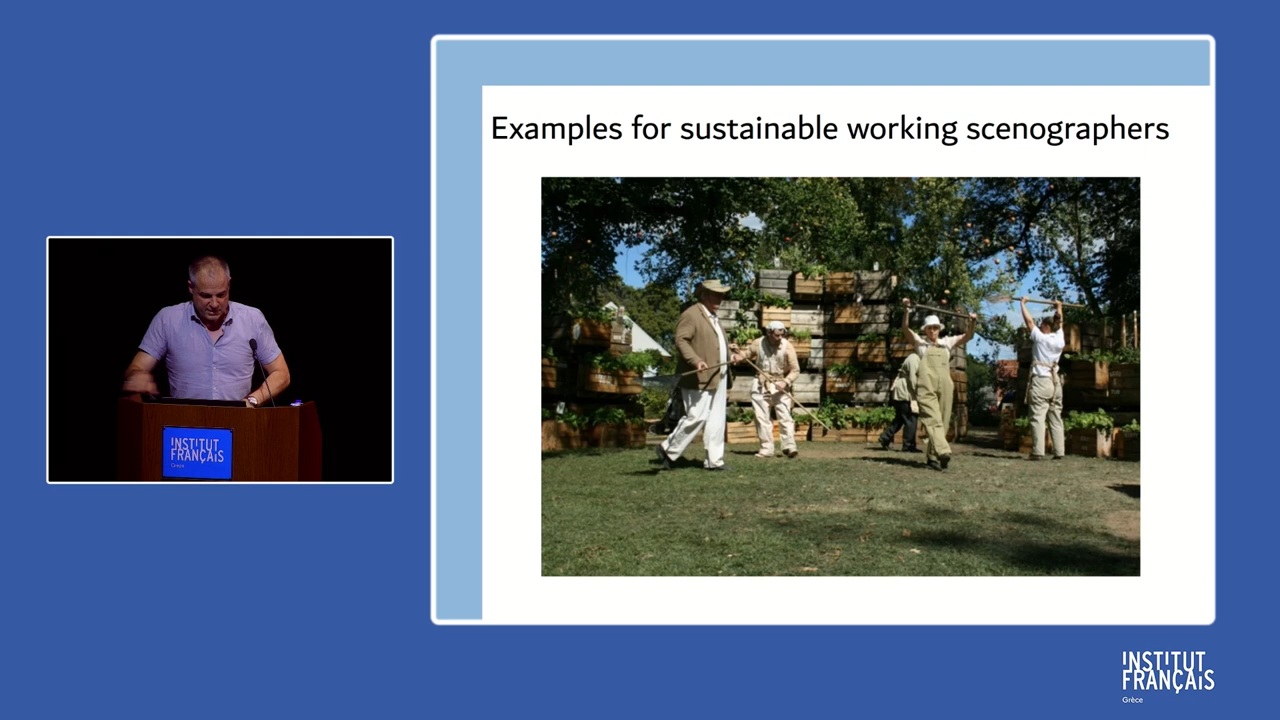 Examples for sustainable working scenographers
INSTITUT
FRANÇAIS
Grèce
INSTITUT
FRANÇAIS
Grèce